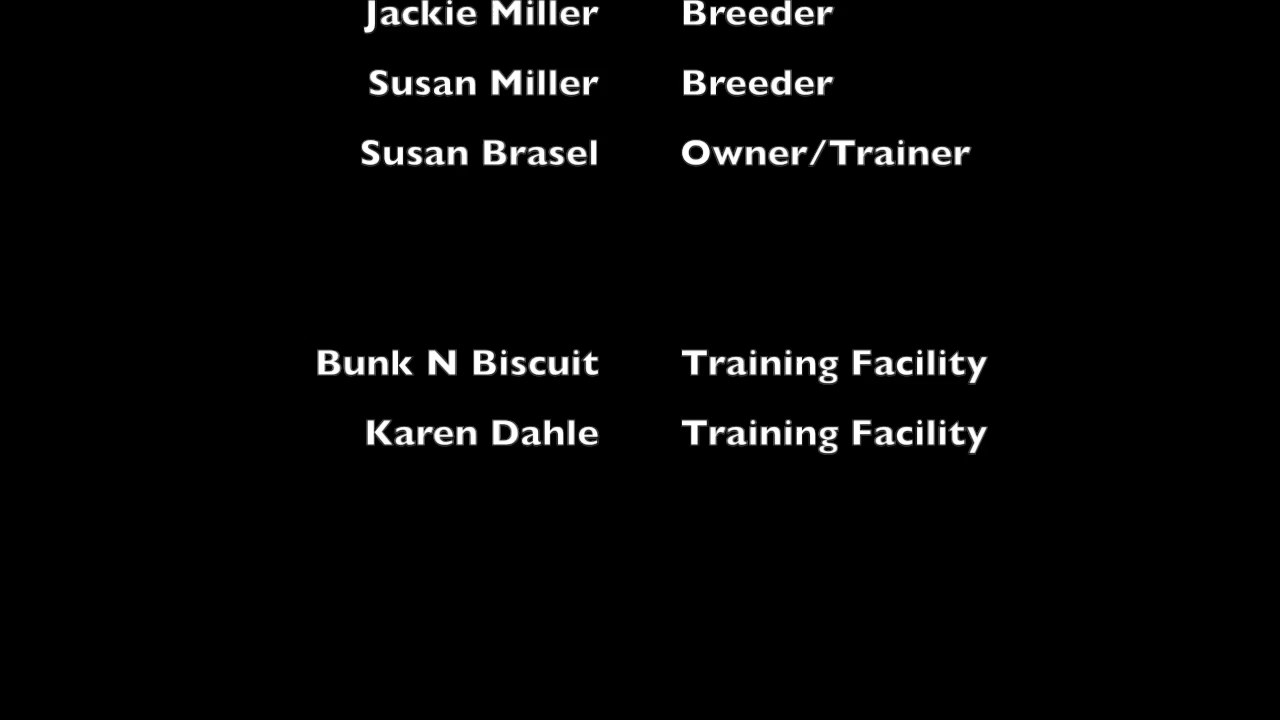 Jackie Miller Breeder
Susan Miller Breeder
Susan Brasel Owner/Trainer
Bunk N Biscuit Training Facility
Karen Dahle Training Facility